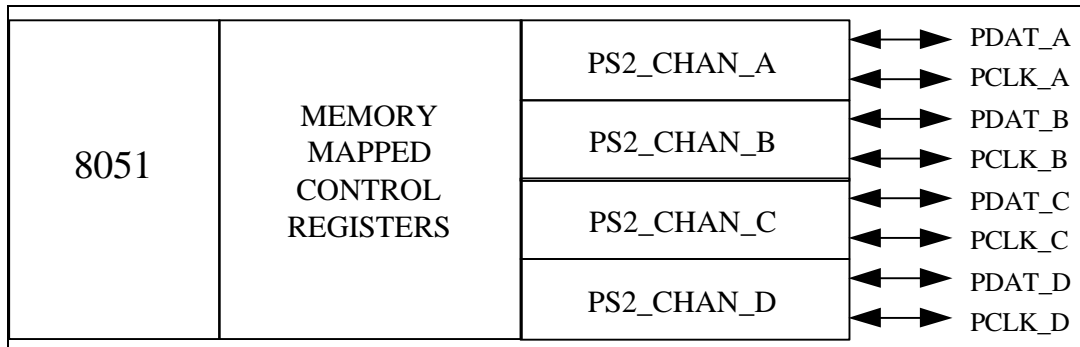 8051
MEMORY
MAPPED
CONTROL
REGISTERS
PS2_CHAN_A
PS2_CHAN_B
PS2_CHAN_C
PS2_CHAN_D
PDAT_A
PCLK_A
PDAT_B
PCLK_B
PDAT_C
PCLK_C
PDAT_D
PCLK_D